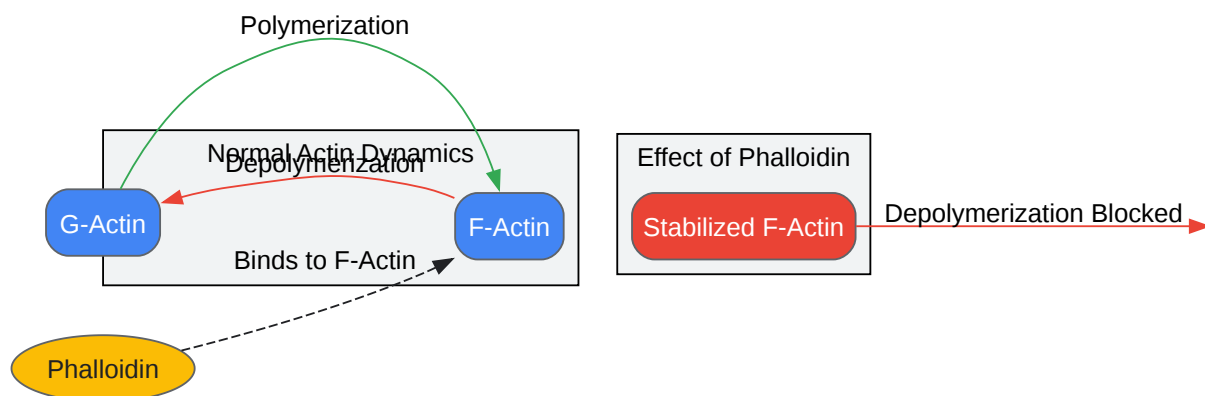 Polymerization
Normal Actin Dynamics
Depolymerization
G-Actin
F-Actin
Binds to F-Actin
Phalloidin
Effect of Phalloidin
Stabilized F-Actin
Depolymerization Blocked